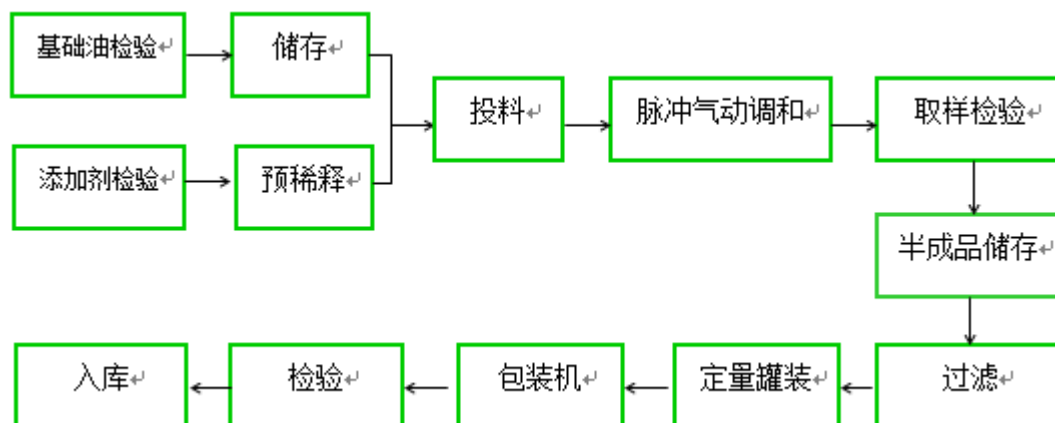 基础油检验
储存
投料
脉冲气动调和
取样检验
添加剂检验
预稀释
半成品储存
入库
检验
包装机
定量罐装
过滤